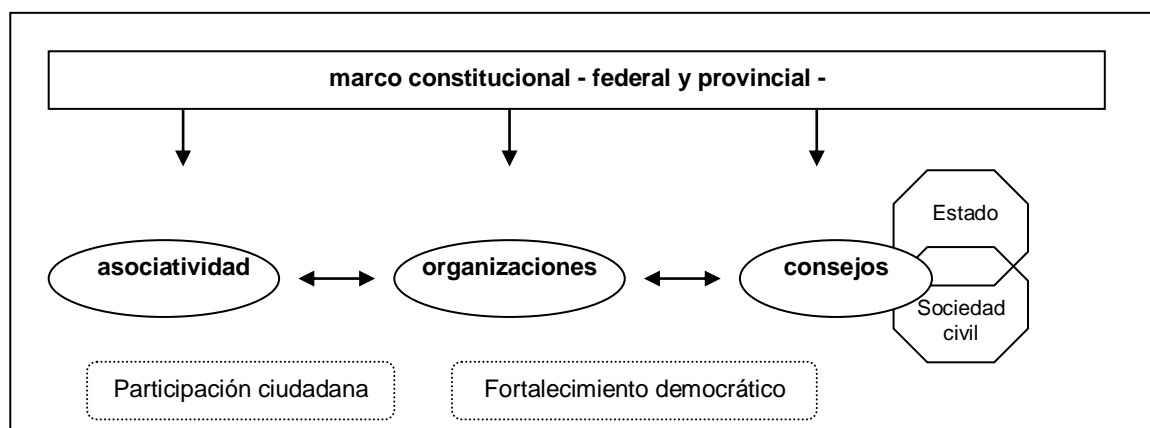 marco constitucional - federal y provincial -
Estado
asociatividad
organizaciones
consejos
Sociedad
civil
Participación ciudadana
Fortalecimiento democrático